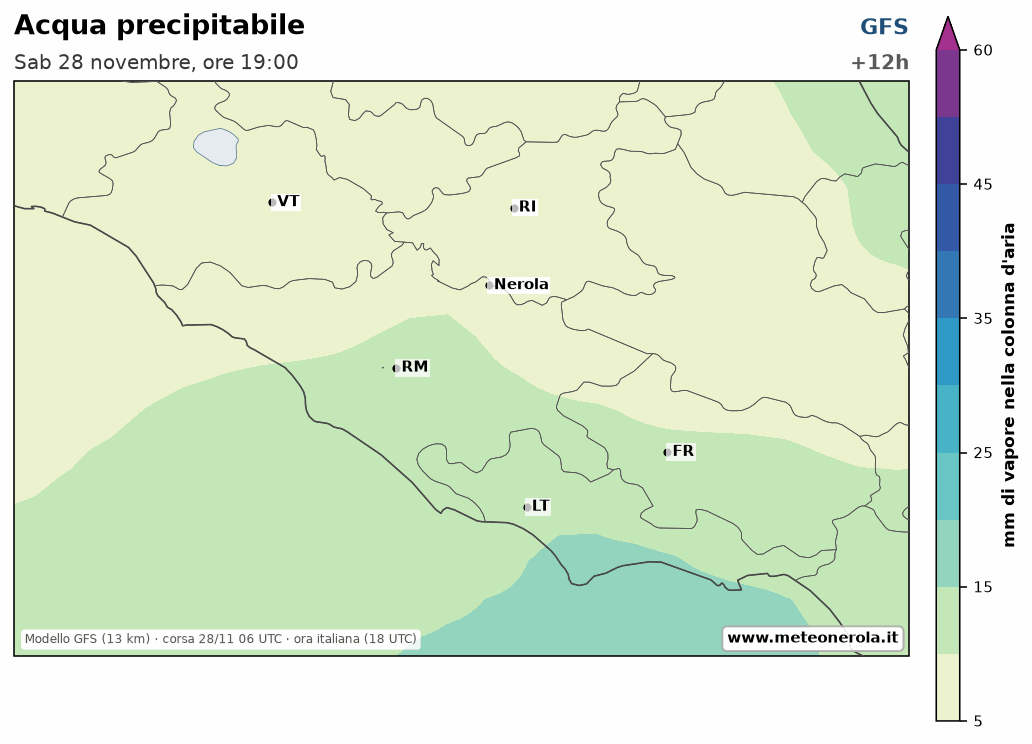 Acqua precipitabile
GFS
Sab 28 novembre, ore 19:00
+12h
60
45
35
25
15
5
mm di vapore nella colonna d'aria
VT
RI
Nerola
RM
FR
LT
Modello GFS (13 km) · corsa 28/11 06 UTC · ora italiana (18 UTC)
www.meteonerola.it